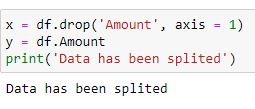 x = df.drop('Amount', axis = 1)
y = df.Amount
print('Data has been splited')
Data has been splited